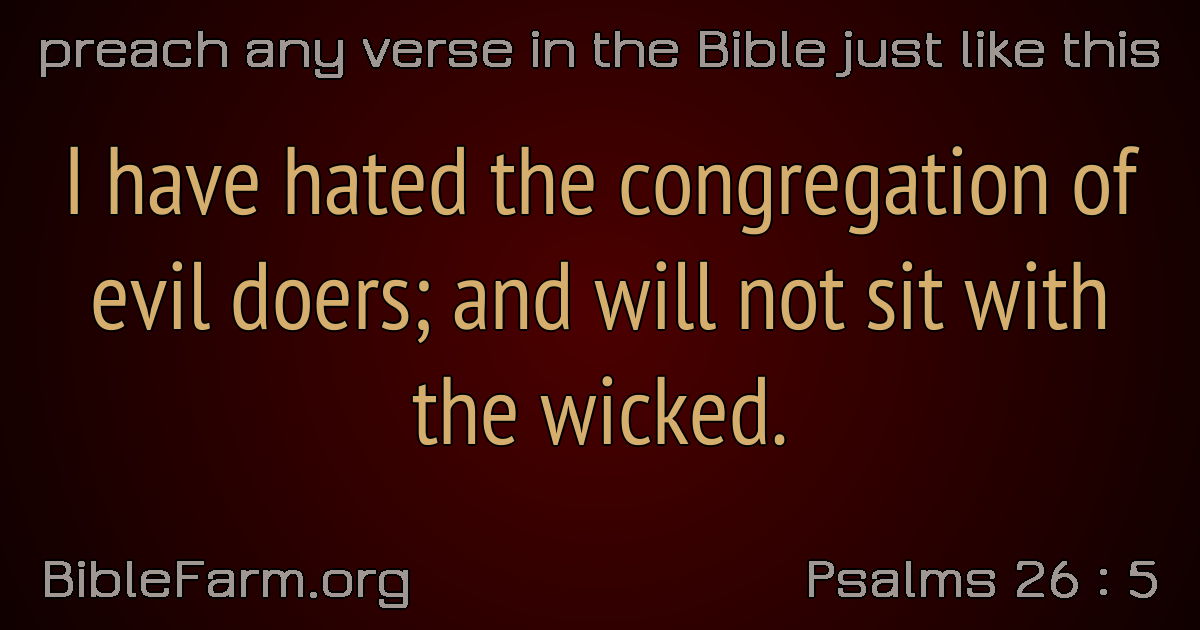 preach any verse in the Bible just like this
I have hated the congregation of
evil doers; and will not sit with
the wicked.
BibleFarm.org
Psalms 26 : 5